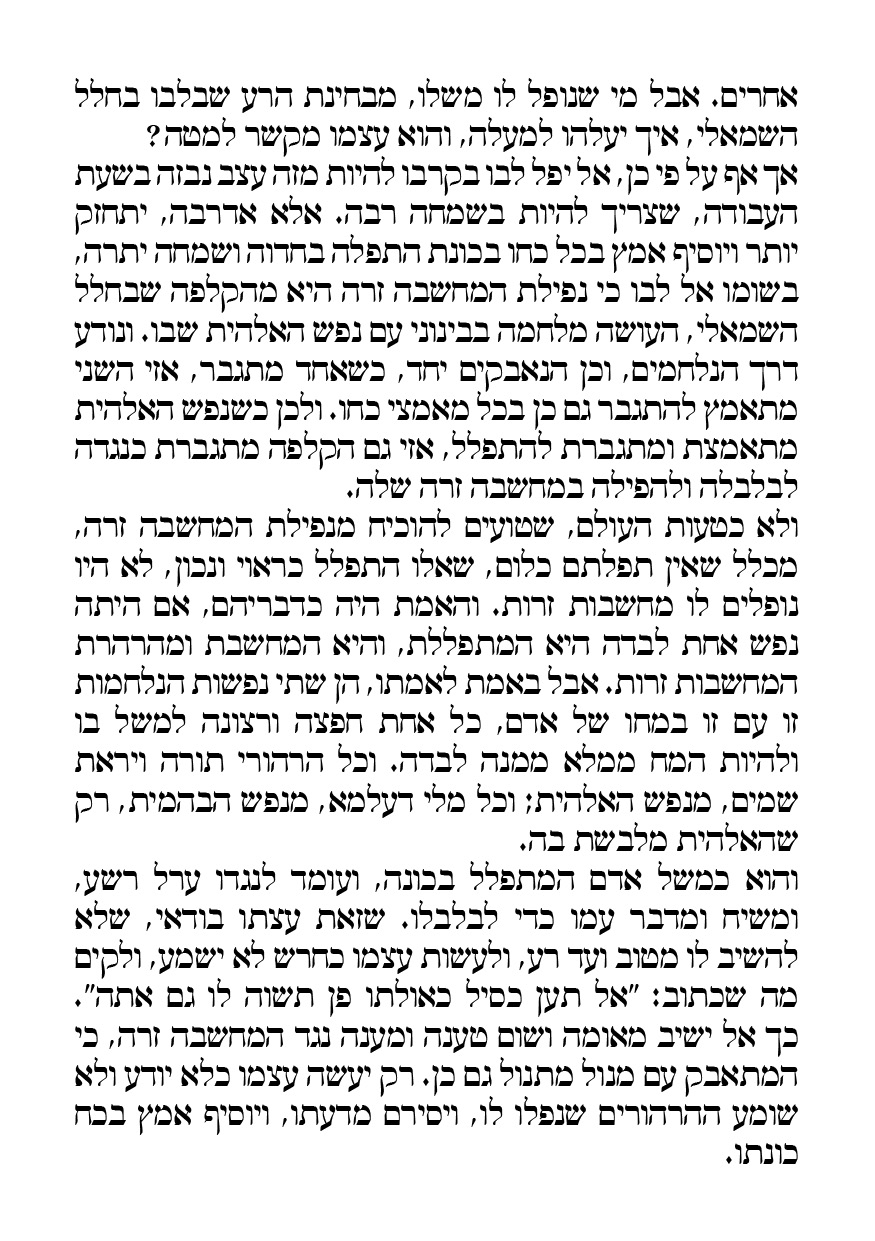 אחרים. אבל מי שנופל לו משלו, מבחינת הרע שבלבו בחלל
השמאלי, איך יעלהו למעלה, והוא עצמו מקשר למטה?
אך אף על פי כן, אל יפל לבו בקרבו להיות מזה עצב נבזה בשעת
העבודה, שצריך להיות בשמחה רבה. אלא אדרבה, יתחזק
יותר ויוסיף אמץ בכל כחו בכונת התפלה בחדוה ושמחה יתרה,
בשומו אל לבו כי נפילת המחשבה זרה היא מהקלפה שבחלל
השמאלי, העושה מלחמה בבינוני עם נפש האלהית שבו. ונודע
דרך הנלחמים, וכן הנאבקים יחד, כשאחד מתגבר, אזי השני
מתאמץ להתגבר גם כן בכל מאמצי כחו. ולכן כשנפש האלהית
מתאמצת ומתגברת להתפלל, אזי גם הקלפה מתגברת כנגדה
לבלבלה ולהפילה במחשבה זרה שלה.
ולא כטעות העולם, שטועים להוכיח מנפילת המחשבה זרה,
מכלל שאין תפלתם כלום, שאלו התפלל כראוי ונכון, לא היו
נופלים לו מחשבות זרות. והאמת היה כדבריהם, אם היתה
נפש אחת לבדה היא המתפללת, והיא המחשבת ומהרהרת
המחשבות זרות. אבל באמת לאמתו, הן שתי נפשות הנלחמות
זו עם זו במחו של אדם, כל אחת חפצה ורצונה למשל בו
ולהיות המח ממלא ממנה לבדה. וכל הרהורי תורה ויראת
שמים, מנפש האלהית; וכל מלי דעלמא, מנפש הבהמית, רק
שהאלהית מלבשת בה.
והוא כמשל אדם המתפלל בכונה, ועומד לנגדו ערל רשע,
ומשיח ומדבר עמו כדי לבלבלו. שזאת עצתו בודאי, שלא
להשיב לו מטוב ועד רע, ולעשות עצמו כחרש לא ישמע, ולקים
מה שכתוב: "אל תען כסיל כאולתו פן תשוה לו גם אתה".
כך אל ישיב מאומה ושום טענה ומענה נגד המחשבה זרה, כי
המתאבק עם מנול מתנול גם כן. רק יעשה עצמו כלא יודע ולא
שומע ההרהורים שנפלו לו, ויסירם מדעתו, ויוסיף אמץ בכח
כונתו.